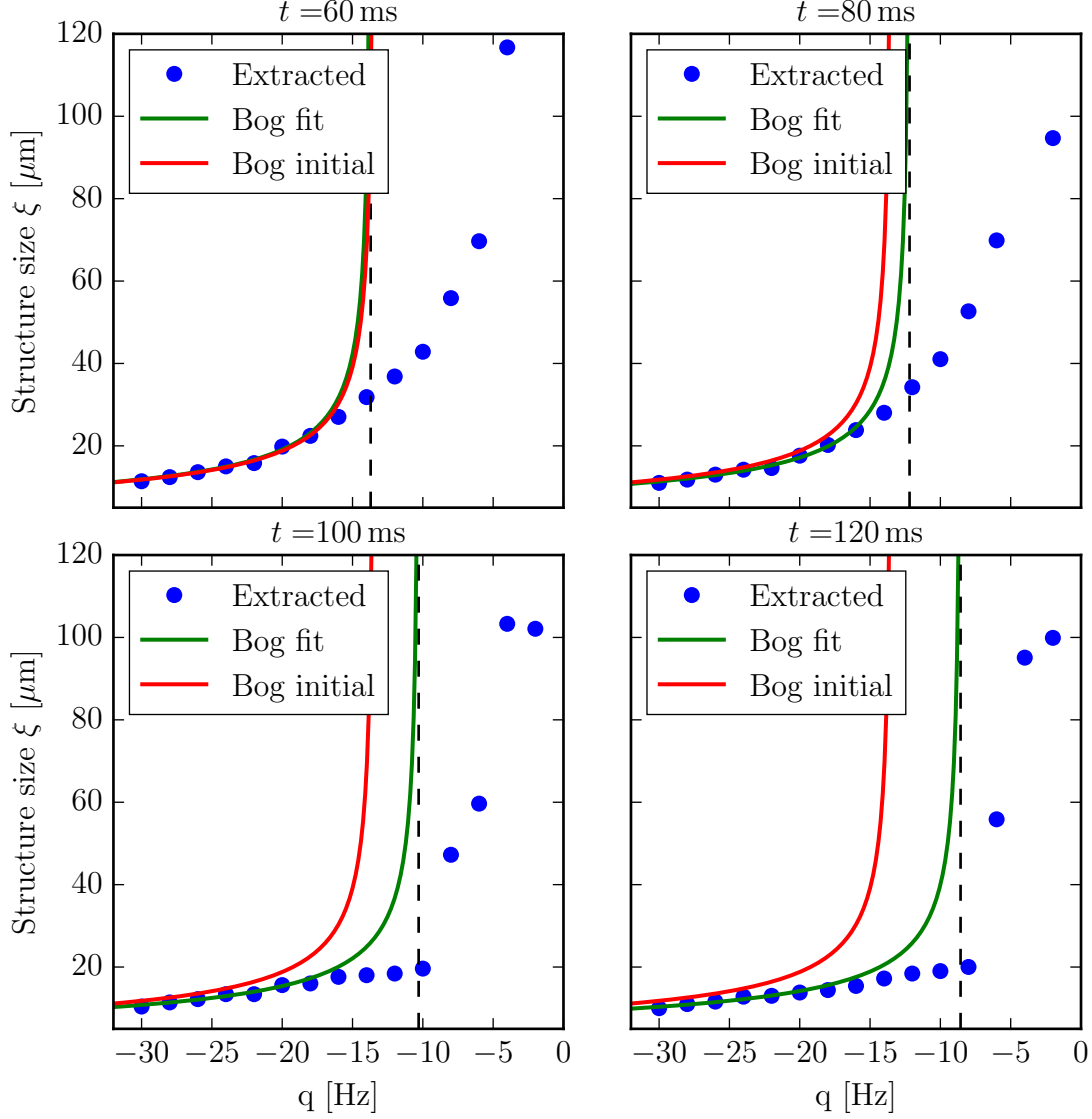 t = 60 ms
120
100
80
60
40
20
Structure size ξ [μm]
Extracted
Bog fit
Bog initial
t = 80 ms
Extracted
Bog fit
Bog initial
t = 100 ms
120
100
80
60
40
20
Structure size ξ [μm]
Extracted
Bog fit
Bog initial
−30 −25 −20 −15 −10 −5 0
q [Hz]
t = 120 ms
Extracted
Bog fit
Bog initial
−30 −25 −20 −15 −10 −5 0
q [Hz]